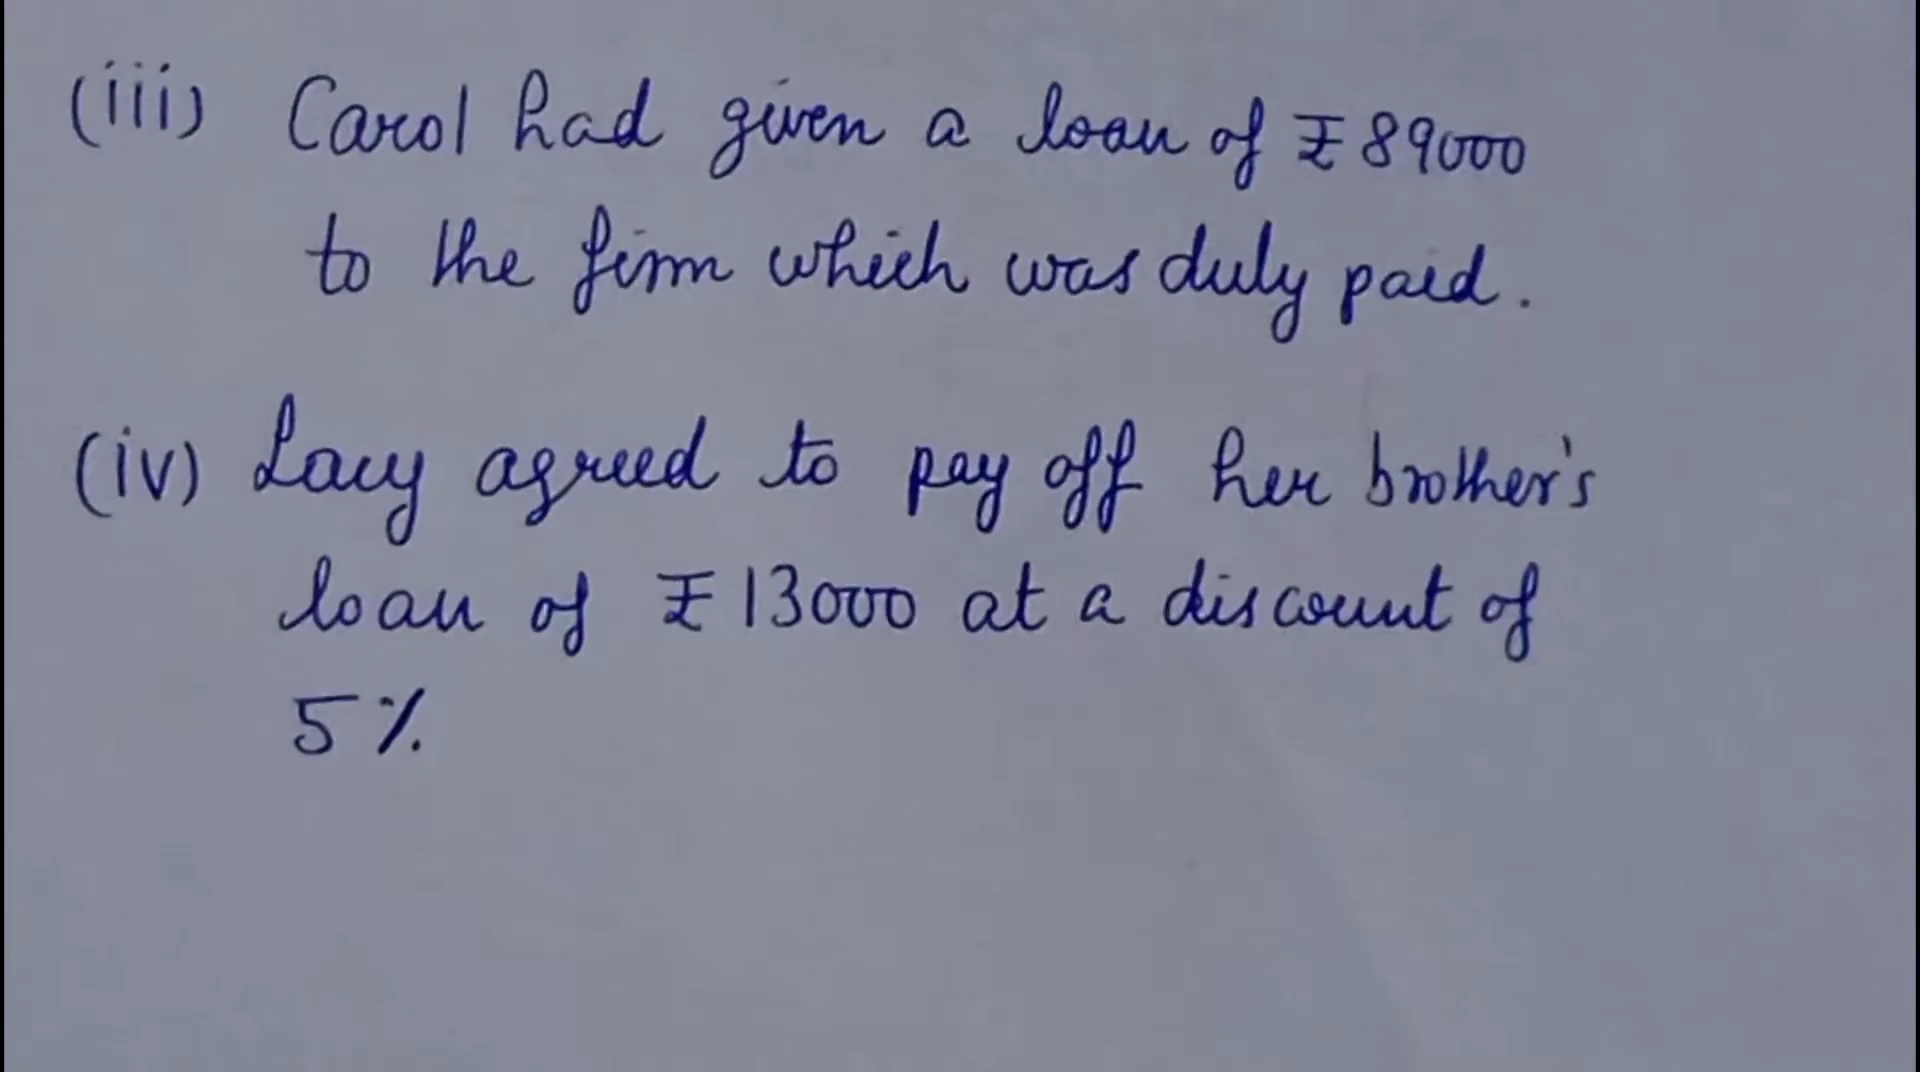 (iii) Carol had given a loan of ₹89000
to the firm which was duly paid.
(iv) Lacy agreed to pay off her brother's
loan of ₹13000 at a discount of
5%